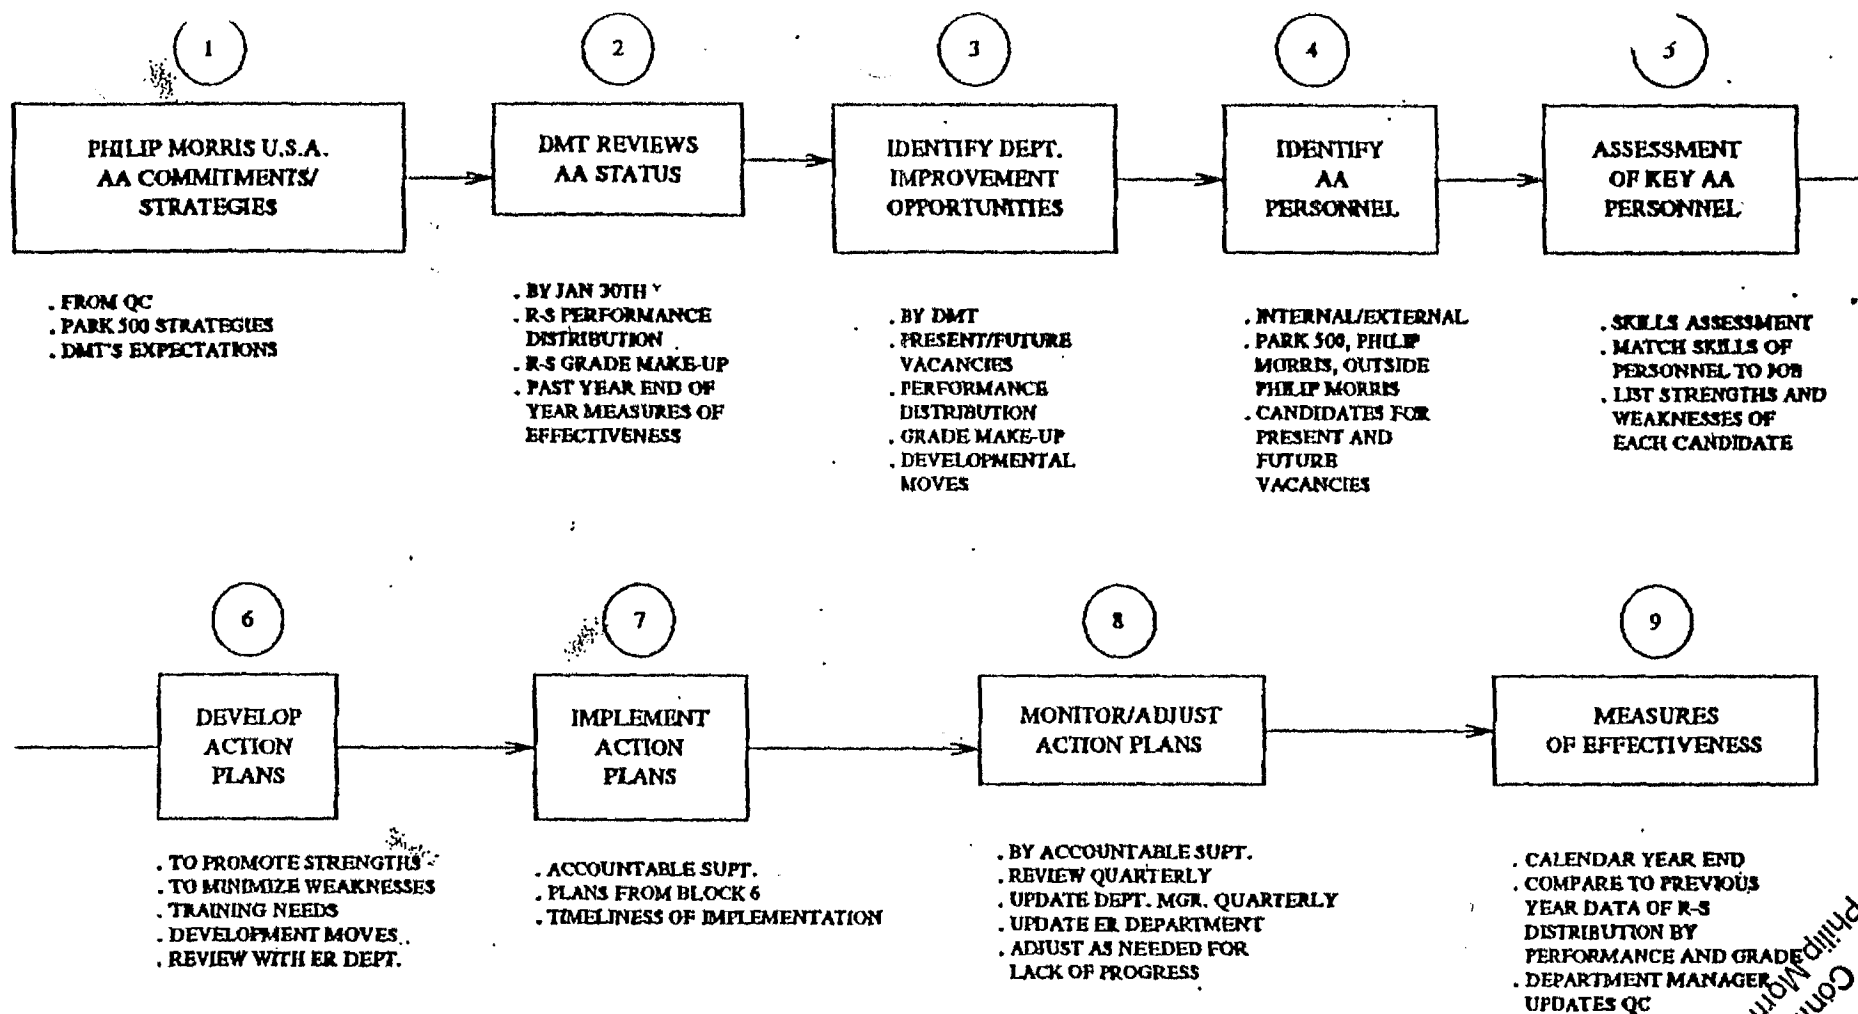 1
PHILIP MORRIS U.S.A.
AA COMMITMENTS/
STRATEGIES
. FROM QC
. PARK 500 STRATEGIES
. DMT'S EXPECTATIONS
2
DMT REVIEWS
AA STATUS
. BY JAN 30TH
. R-S PERFORMANCE
DISTRIBUTION
. R-S GRADE MAKE-UP
. PAST YEAR END OF
YEAR MEASURES OF
EFFECTIVENESS
3
IDENTIFY DEPT.
IMPROVEMENT
OPPORTUNITIES
. BY DMT
. PRESENT/FUTURE
VACANCIES
. PERFORMANCE
DISTRIBUTION
. GRADE MAKE-UP
. DEVELOPMENTAL
MOVES
4
IDENTIFY
AA
PERSONNEL
. INTERNAL/EXTERNAL
. PARK 500, PHILIP
MORRIS, OUTSIDE
PHILIP MORRIS
. CANDIDATES FOR
PRESENT AND
FUTURE
VACANCIES
5
ASSESSMENT
OF KEY AA
PERSONNEL
. SKILLS ASSESSMENT
. MATCH SKILLS OF
PERSONNEL TO JOB
. LIST STRENGTHS AND
WEAKNESSES OF
EACH CANDIDATE
6
DEVELOP
ACTION
PLANS
. TO PROMOTE STRENGTHS
. TO MINIMIZE WEAKNESSES
. TRAINING NEEDS
. DEVELOPMENT MOVES
. REVIEW WITH ER DEPT.
7
IMPLEMENT
ACTION
PLANS
. ACCOUNTABLE SUPT.
. PLANS FROM BLOCK 6
. TIMELINESS OF IMPLEMENTATION
8
MONITOR/ADJUST
ACTION PLANS
. BY ACCOUNTABLE SUPT.
. REVIEW QUARTERLY
. UPDATE DEPT. MGR. QUARTERLY
. UPDATE ER DEPARTMENT
. ADJUST AS NEEDED FOR
LACK OF PROGRESS
9
MEASURES
OF EFFECTIVENESS
. CALENDAR YEAR END
. COMPARE TO PREVIOUS
YEAR DATA OF R-S
DISTRIBUTION BY
PERFORMANCE AND GRADE
. DEPARTMENT MANAGER
UPDATES QC